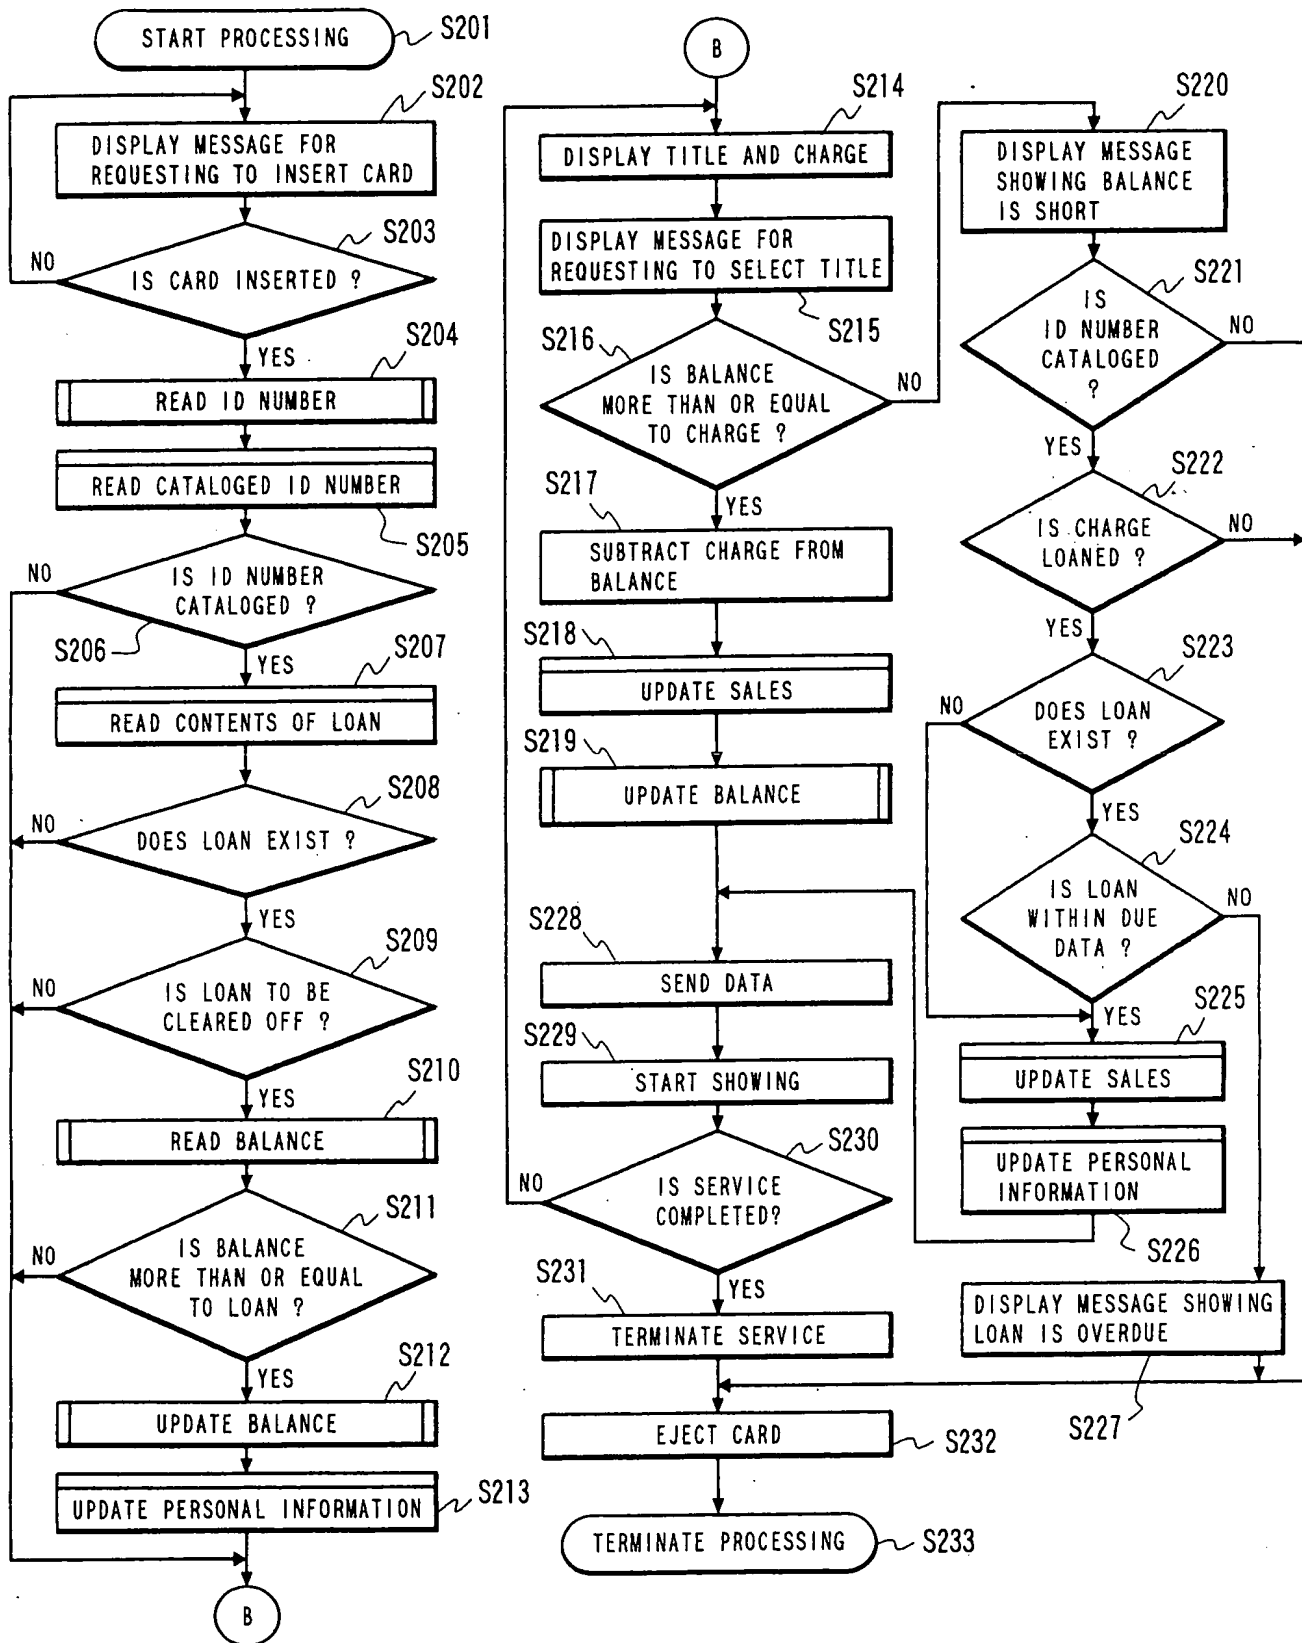 START PROCESSING
S201
S202
DISPLAY MESSAGE FOR
REQUESTING TO INSERT CARD
S203
NO
IS CARD INSERTED ?
YES
S204
READ ID NUMBER
READ CATALOGED ID NUMBER
S205
NO
IS ID NUMBER
CATALOGED ?
S206
YES
S207
READ CONTENTS OF LOAN
S208
NO
DOES LOAN EXIST ?
YES
S209
NO
IS LOAN TO BE
CLEARED OFF ?
YES
S210
READ BALANCE
S211
NO
IS BALANCE
MORE THAN OR EQUAL
TO LOAN ?
YES
S212
UPDATE BALANCE
UPDATE PERSONAL INFORMATION
S213
B
B
S214
DISPLAY TITLE AND CHARGE
DISPLAY MESSAGE FOR
REQUESTING TO SELECT TITLE
S215
S216
IS BALANCE
MORE THAN OR EQUAL
TO CHARGE ?
NO
YES
S217
SUBTRACT CHARGE FROM
BALANCE
S218
UPDATE SALES
S219
UPDATE BALANCE
S228
SEND DATA
S229
START SHOWING
S230
NO
IS SERVICE
COMPLETED?
YES
S231
TERMINATE SERVICE
EJECT CARD
S232
TERMINATE PROCESSING
S233
S220
DISPLAY MESSAGE
SHOWING BALANCE
IS SHORT
S221
IS
ID NUMBER
CATALOGED
?
NO
YES
S222
IS CHARGE
LOANED ?
NO
YES
S223
NO
DOES LOAN
EXIST ?
YES
S224
IS LOAN
WITHIN DUE
DATA ?
NO
YES
S225
UPDATE SALES
UPDATE PERSONAL
INFORMATION
S226
DISPLAY MESSAGE SHOWING
LOAN IS OVERDUE
S227